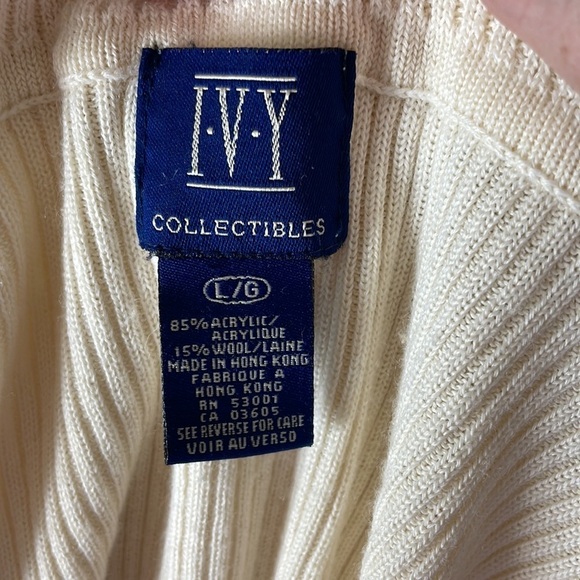 I·V·Y
COLLECTIBLES
L/G
85% ACRYLIC/
ACRYLIQUE
15% WOOL/LAINE
MADE IN HONG KONG
FABRIQUE A
HONG KONG
RN 53001
CA 03605
SEE REVERSE FOR CARE
VOIR AU VERSO